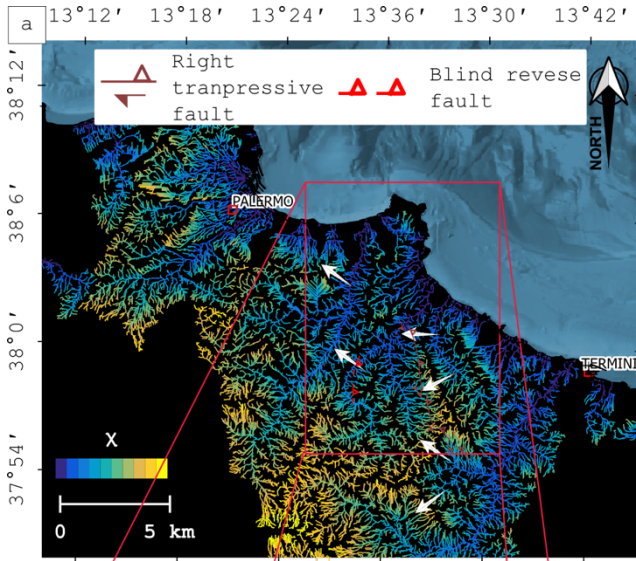 a
13°12′ 13°18′ 13°24′ 13°36′ 13°30′ 13°42′
38°12′
38°6′
38°0′
37°54′
Right
tranpressive
fault
Blind revese
fault
NORTH
PALERMO
TERMINI
X
0 5 km